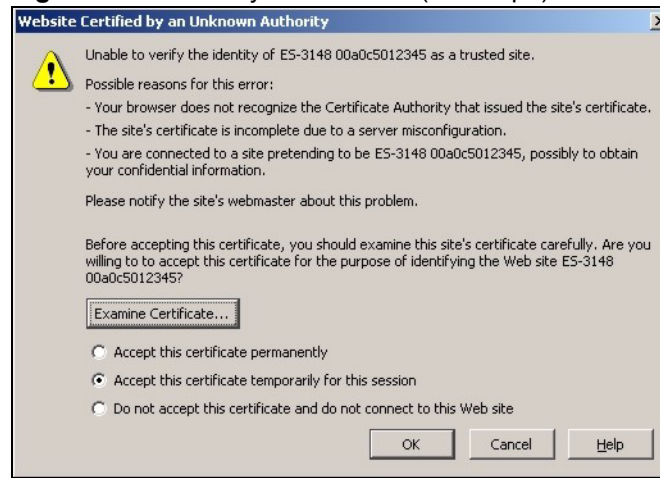 Website Certified by an Unknown Authority
Unable to verify the identity of ES-3148 00a0c5012345 as a trusted site.
Possible reasons for this error:
- Your browser does not recognize the Certificate Authority that issued the site's certificate.
- The site's certificate is incomplete due to a server misconfiguration.
- You are connected to a site pretending to be ES-3148 00a0c5012345, possibly to obtain
your confidential information.
Please notify the site's webmaster about this problem.
Before accepting this certificate, you should examine this site's certificate carefully. Are you
willing to to accept this certificate for the purpose of identifying the Web site ES-3148
00a0c5012345?
Examine Certificate...
Accept this certificate permanently
Accept this certificate temporarily for this session
Do not accept this certificate and do not connect to this Web site
OK Cancel Help